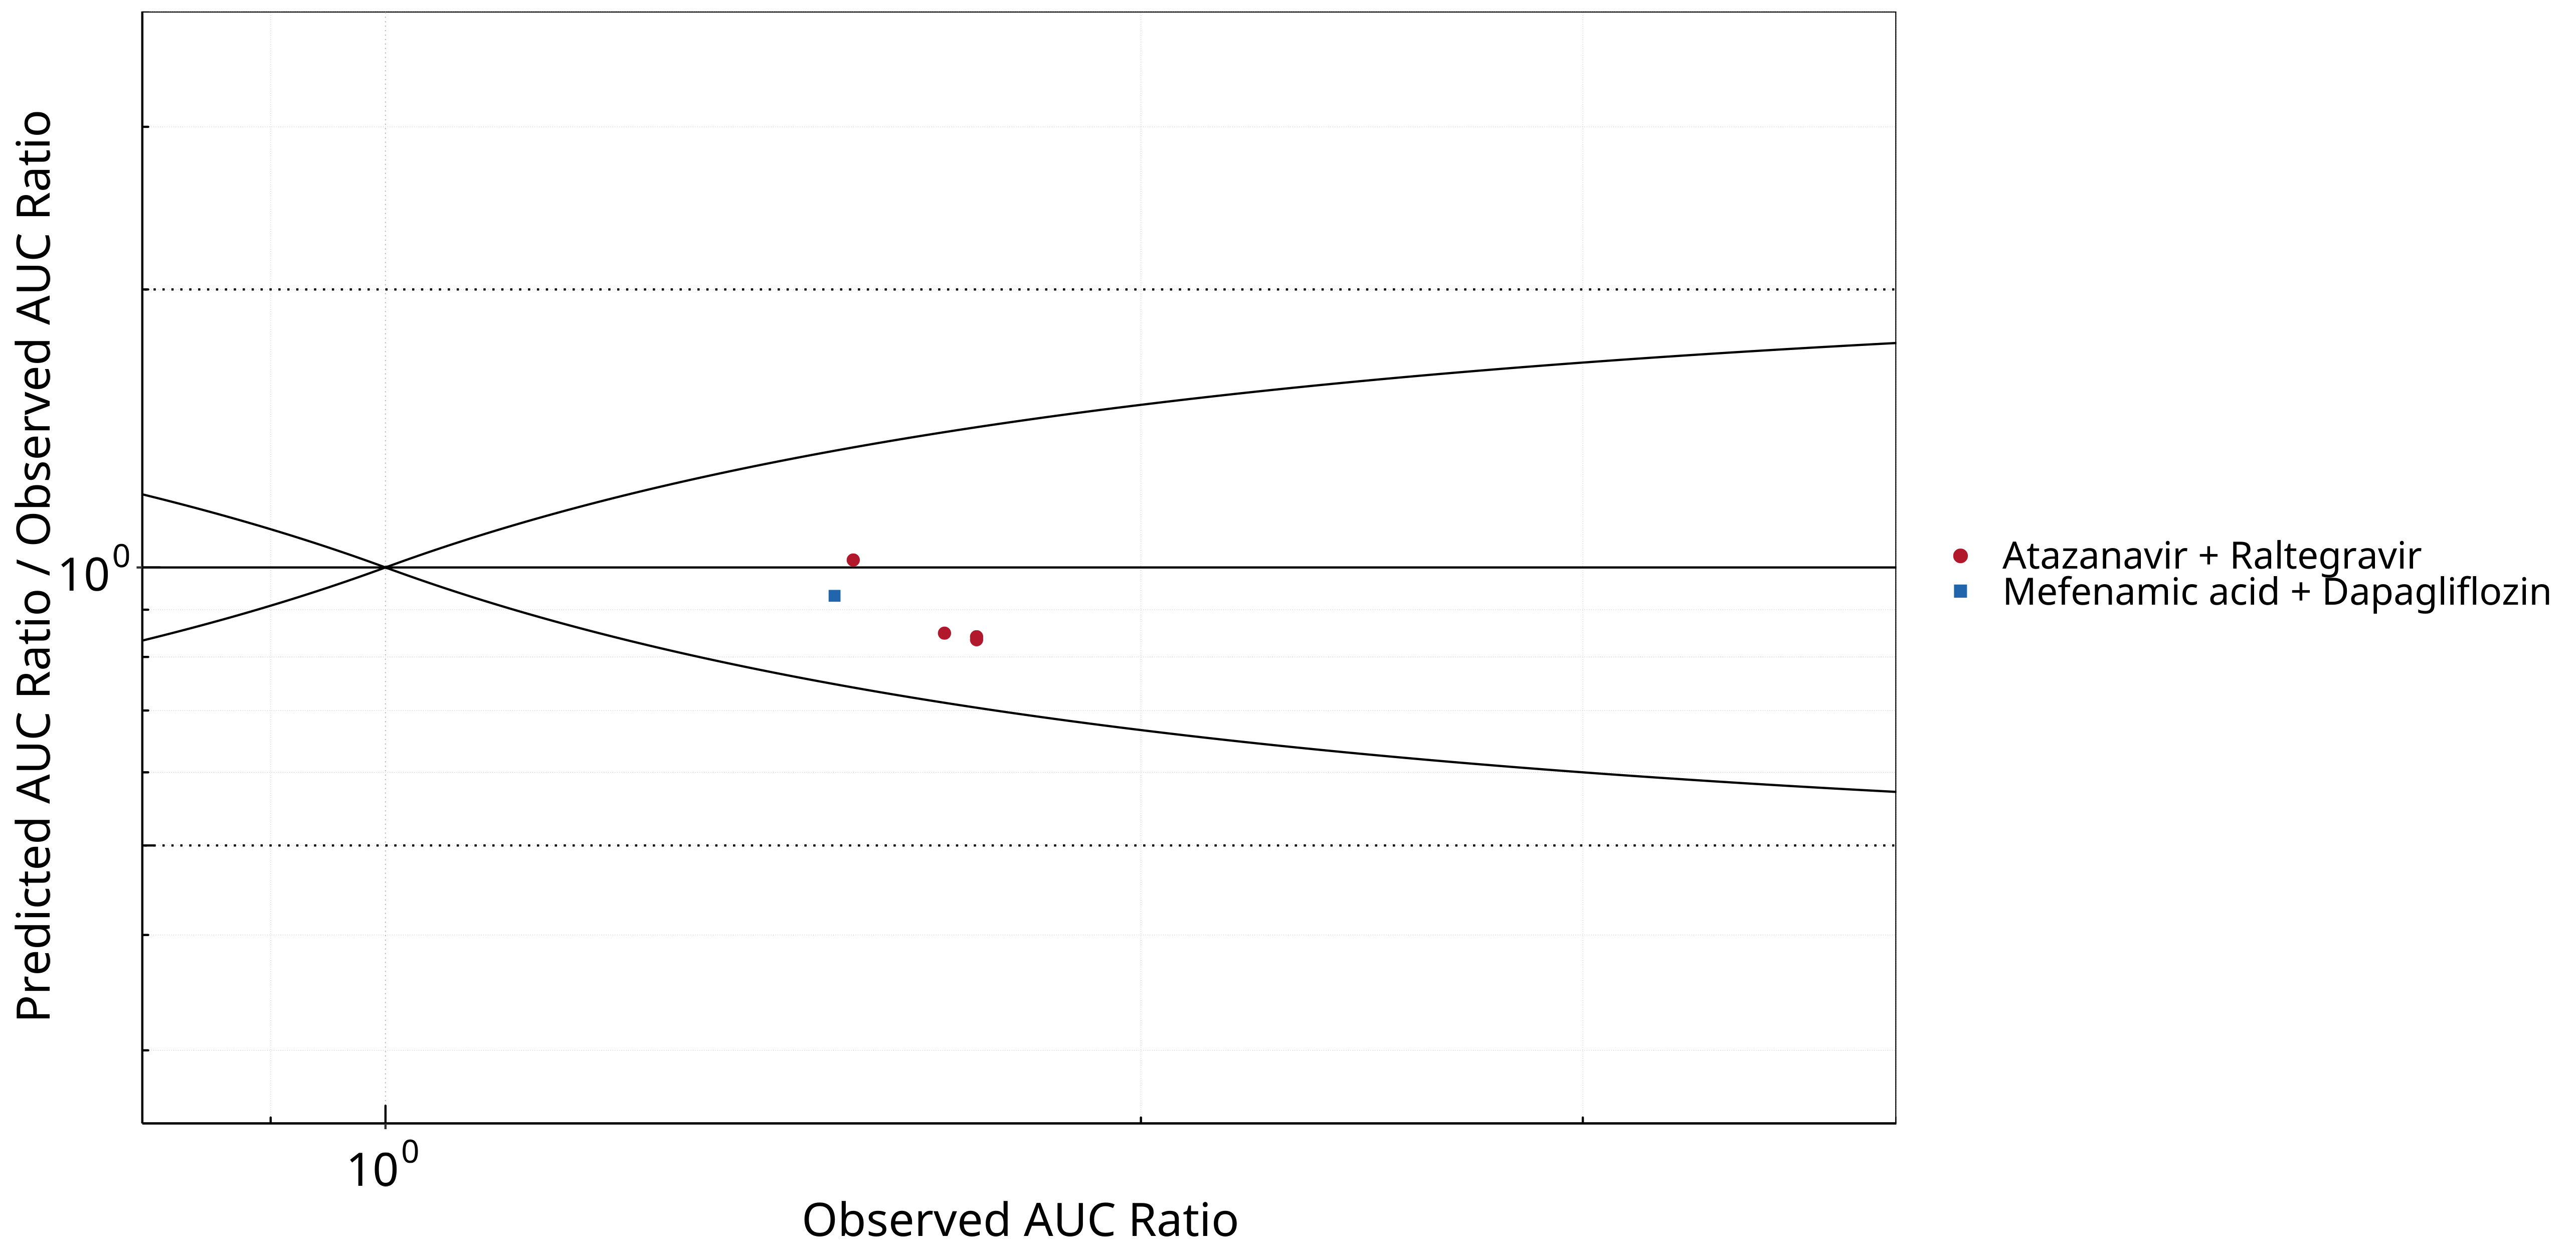 Predicted AUC Ratio / Observed AUC Ratio
10⁰
10⁰
Observed AUC Ratio
Atazanavir + Raltegravir
Mefenamic acid + Dapagliflozin